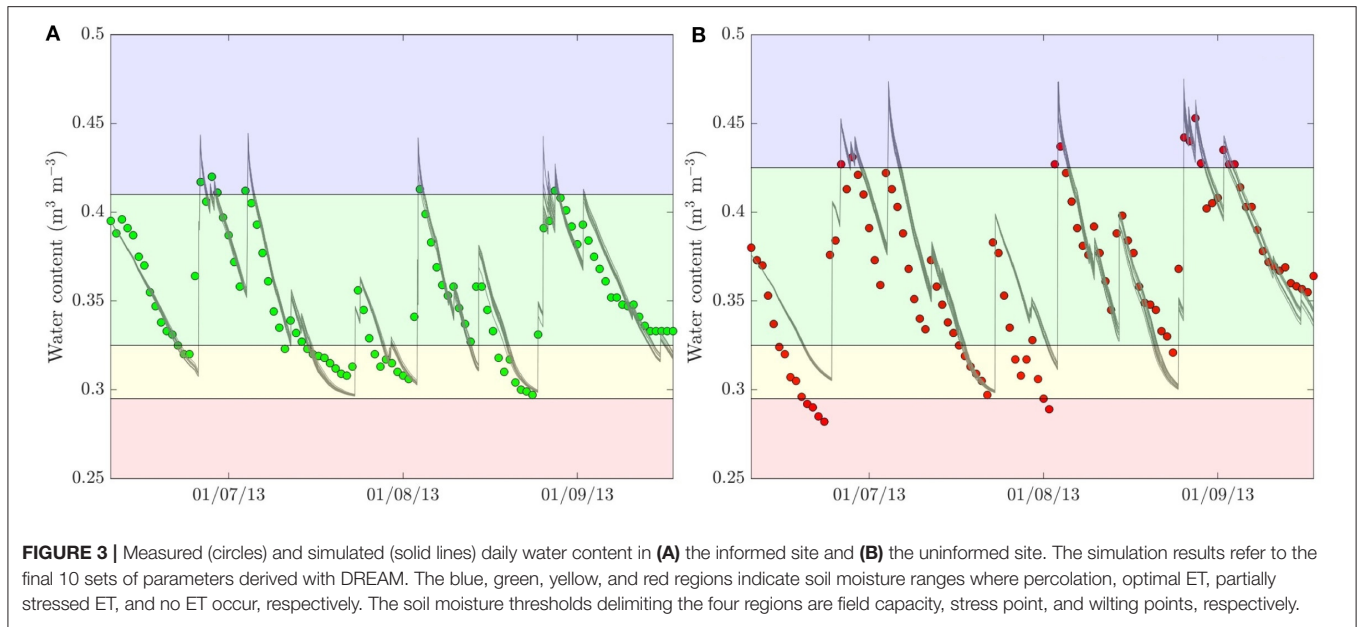 A
B
0.5
0.45
0.4
0.35
0.3
0.25
Water content (m³ m⁻³)
01/07/13
01/08/13
01/09/13
0.5
0.45
0.4
0.35
0.3
0.25
Water content (m³ m⁻³)
01/07/13
01/08/13
01/09/13
FIGURE 3 | Measured (circles) and simulated (solid lines) daily water content in (A) the informed site and (B) the uninformed site. The simulation results refer to the
final 10 sets of parameters derived with DREAM. The blue, green, yellow, and red regions indicate soil moisture ranges where percolation, optimal ET, partially
stressed ET, and no ET occur, respectively. The soil moisture thresholds delimiting the four regions are field capacity, stress point, and wilting points, respectively.